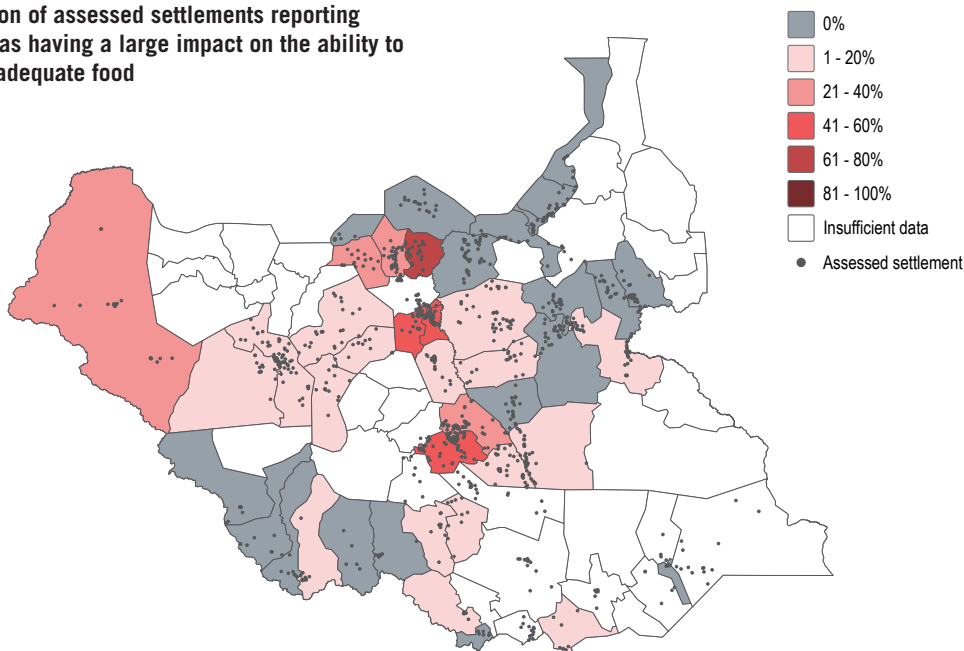 on of assessed settlements reporting
as having a large impact on the ability to
adequate food
0%
1 - 20%
21 - 40%
41 - 60%
61 - 80%
81 - 100%
Insufficient data
Assessed settlement